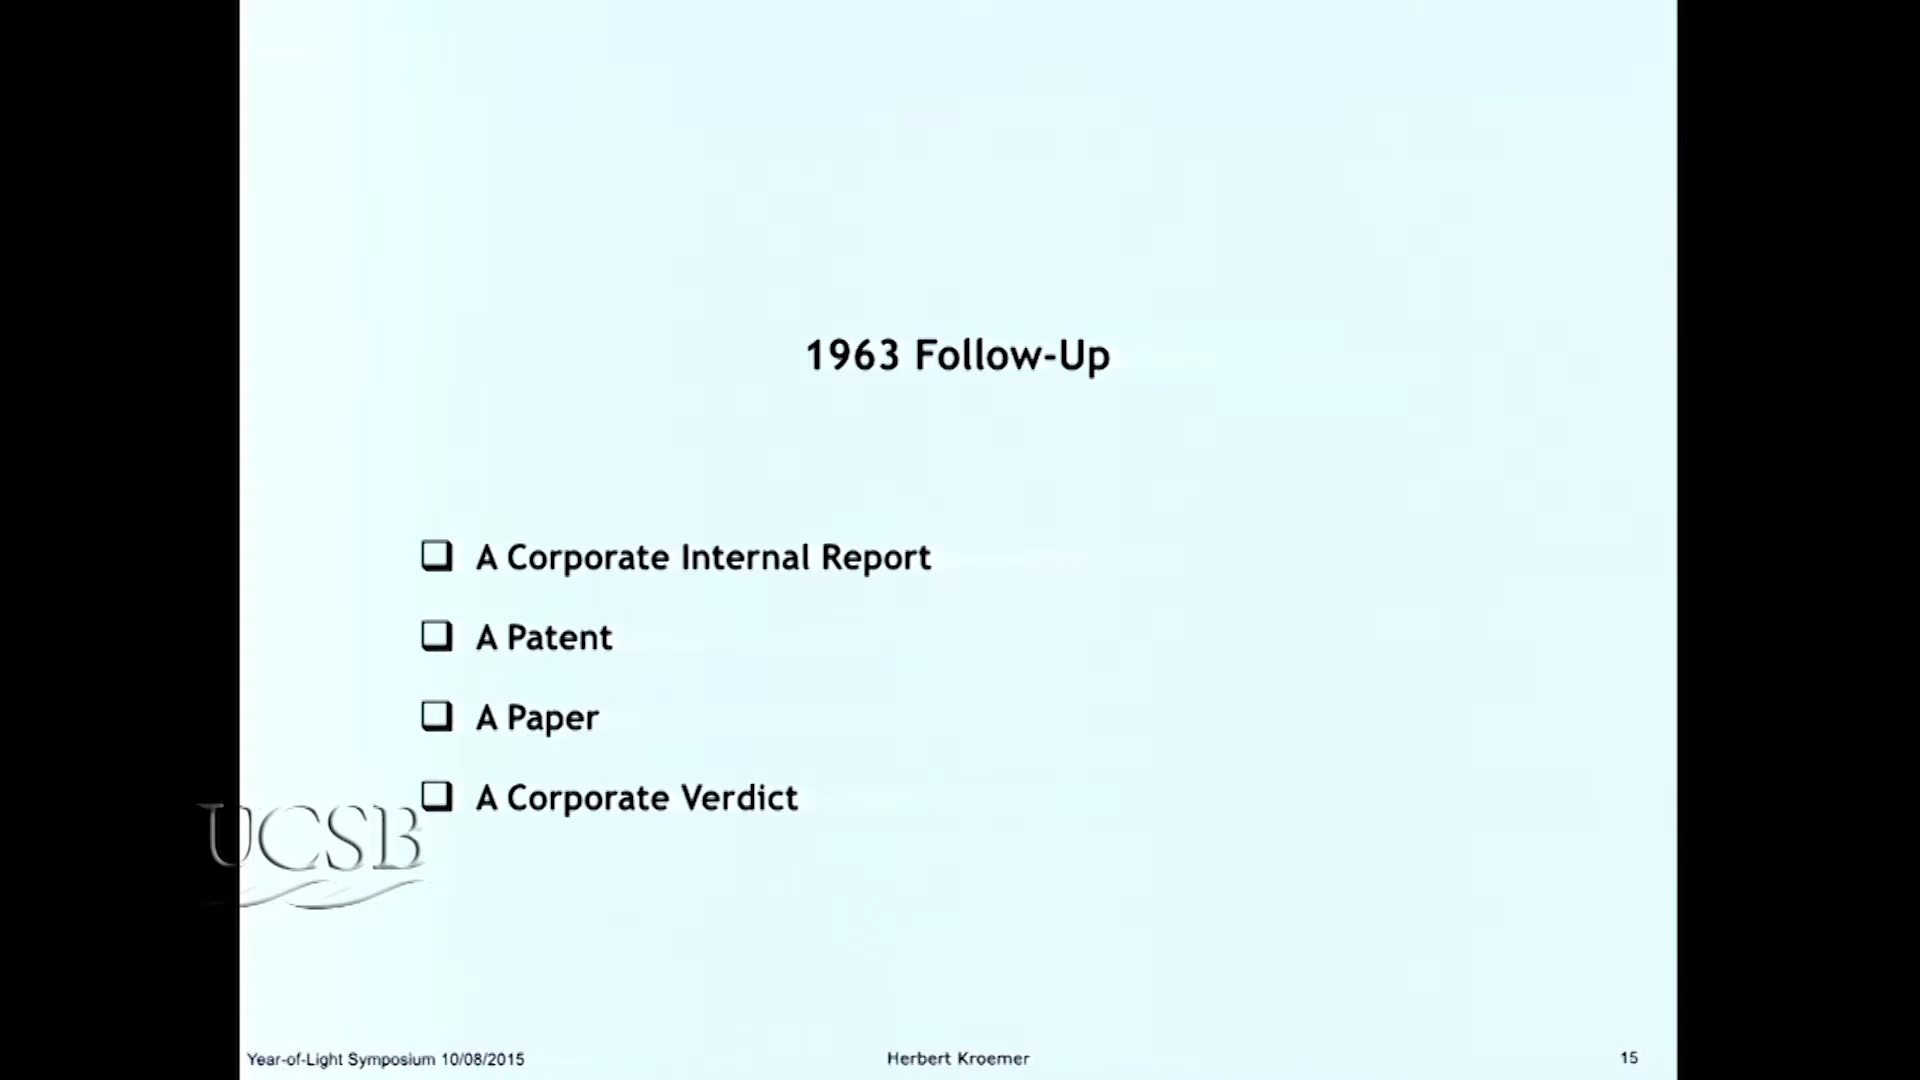 1963 Follow-Up
A Corporate Internal Report
A Patent
A Paper
A Corporate Verdict
UCSB
Year-of-Light Symposium 10/08/2015
Herbert Kroemer
15